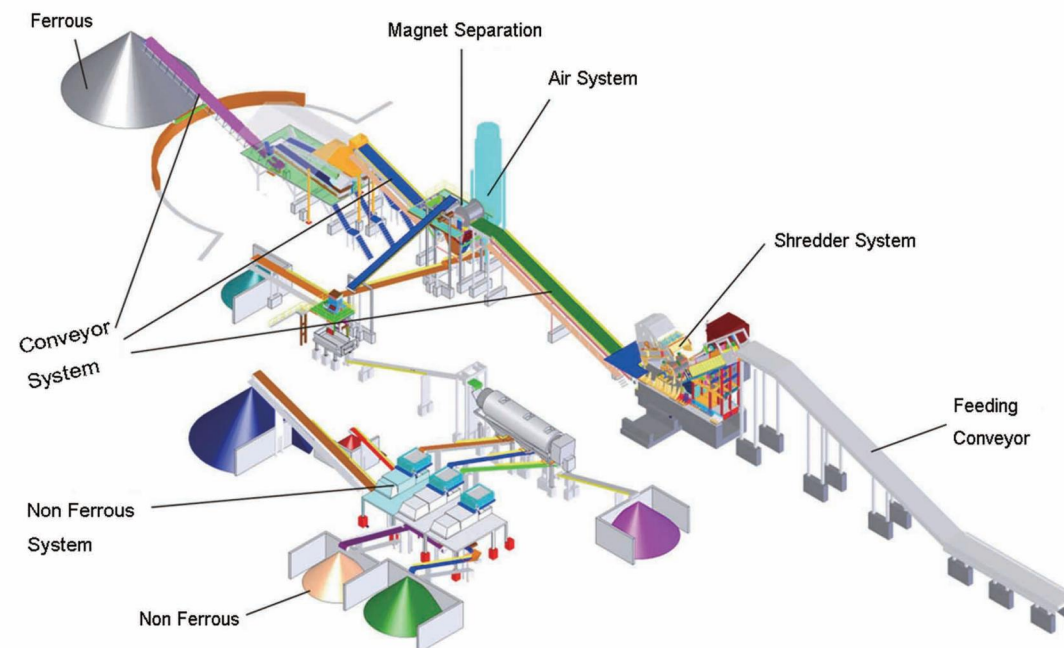 Ferrous
Magnet Separation
Air System
Shredder System
Conveyor
System
Feeding
Conveyor
Non Ferrous
System
Non Ferrous